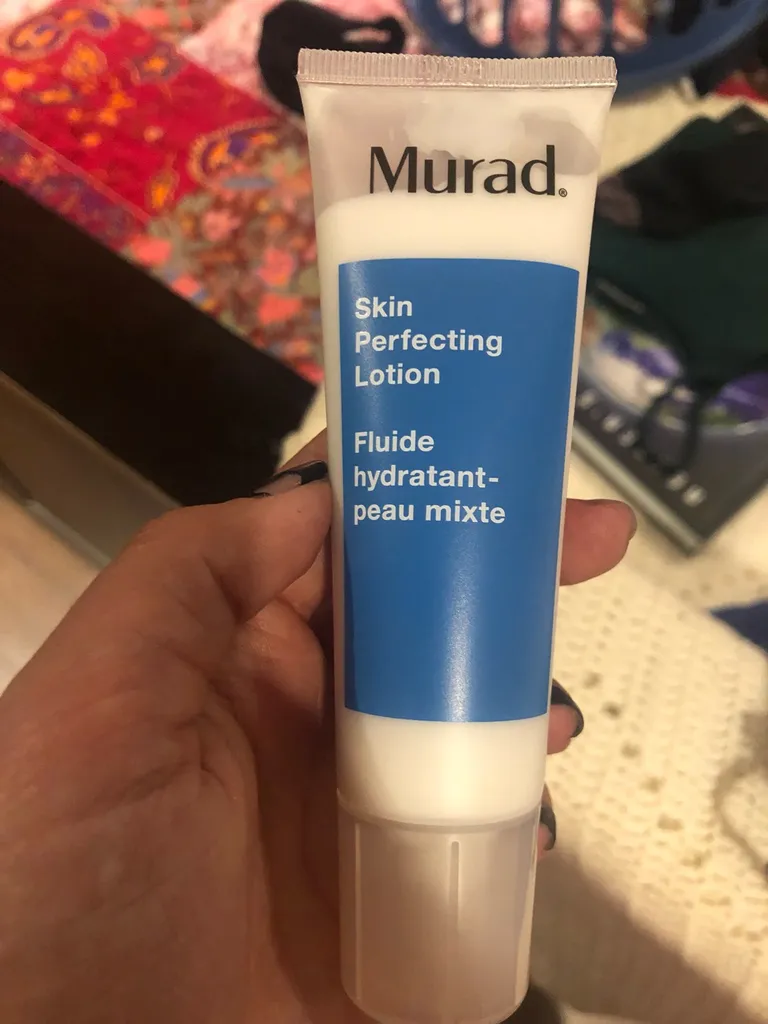 Murad®
Skin
Perfecting
Lotion
Fluide
hydratant-
peau mixte